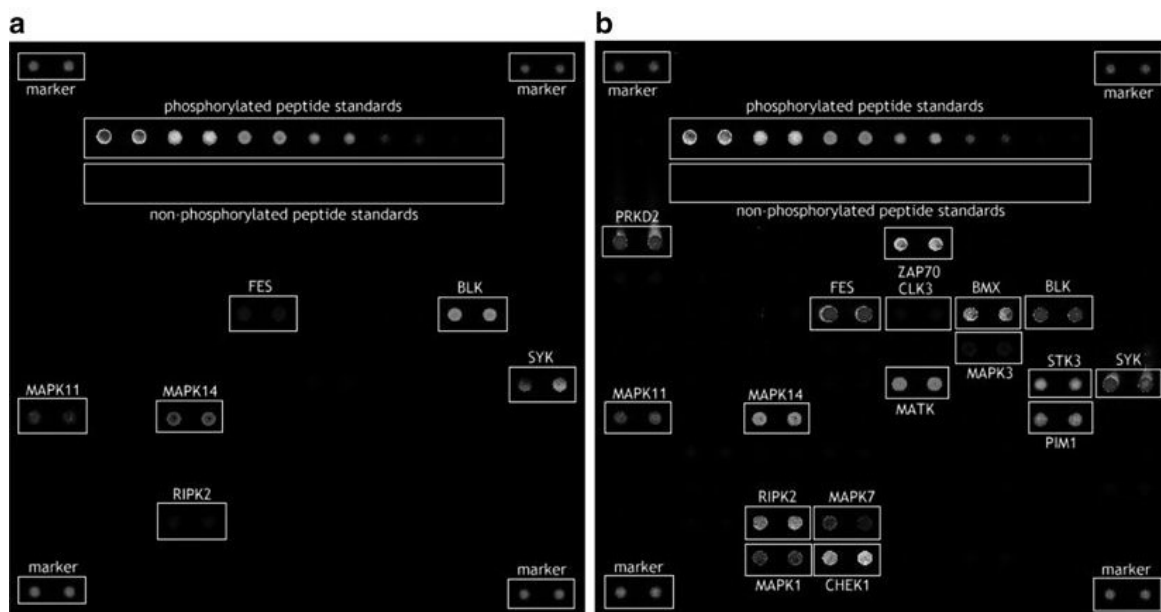 a
marker
marker
phosphorylated peptide standards
non-phosphorylated peptide standards
FES
BLK
SYK
MAPK11
MAPK14
RIPK2
marker
marker
b
marker
marker
phosphorylated peptide standards
non-phosphorylated peptide standards
PRKD2
ZAP70
FES
CLK3
BMX
BLK
MAPK3
STK3
SYK
MAPK11
MAPK14
MATK
PIM1
RIPK2
MAPK7
MAPK1
CHEK1
marker
marker